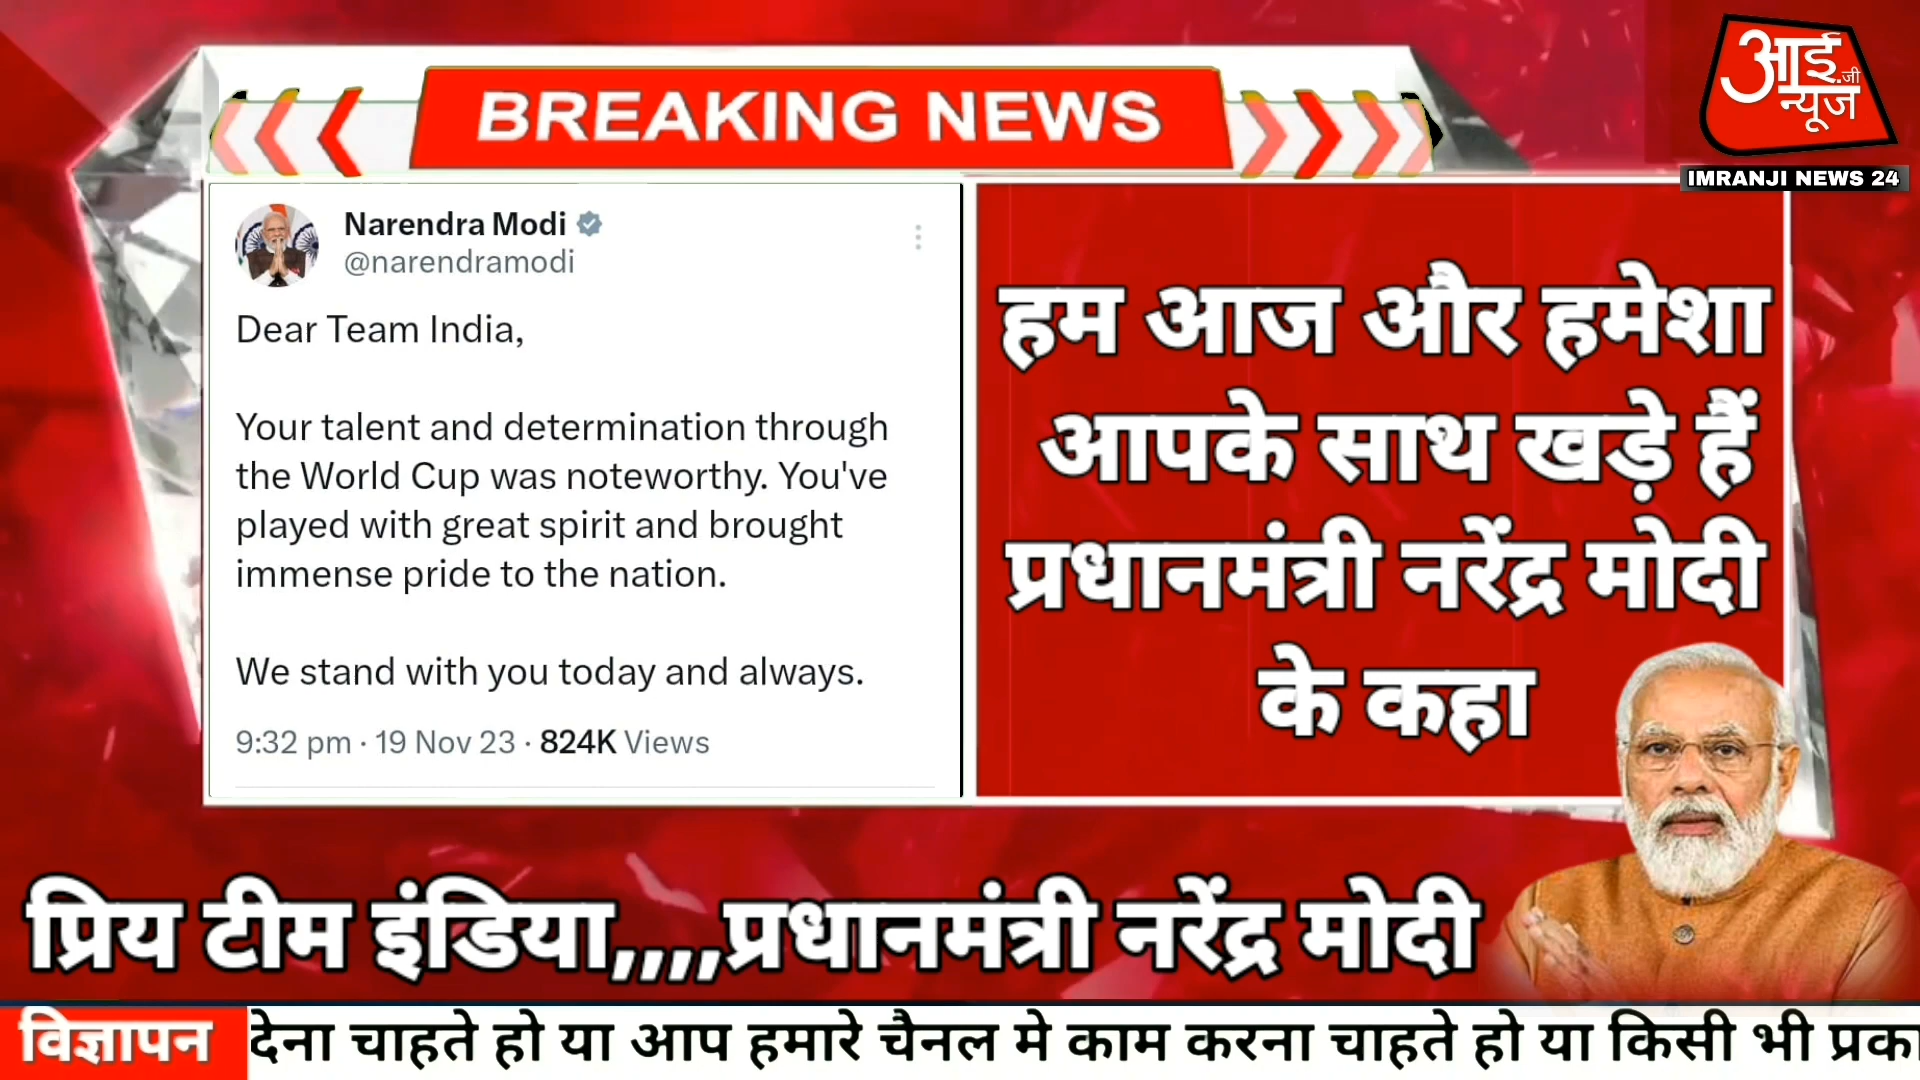 आई.जी
न्यूज
IMRANJI NEWS 24
BREAKING NEWS
Narendra Modi
@narendramodi
Dear Team India,
Your talent and determination through
the World Cup was noteworthy. You've
played with great spirit and brought
immense pride to the nation.
We stand with you today and always.
9:32 pm · 19 Nov 23 · 824K Views
हम आज और हमेशा
आपके साथ खड़े हैं
प्रधानमंत्री नरेंद्र मोदी
के कहा
प्रिय टीम इंडिया,,,,प्रधानमंत्री नरेंद्र मोदी
विज्ञापन
देना चाहते हो या आप हमारे चैनल मे काम करना चाहते हो या किसी भी प्रका